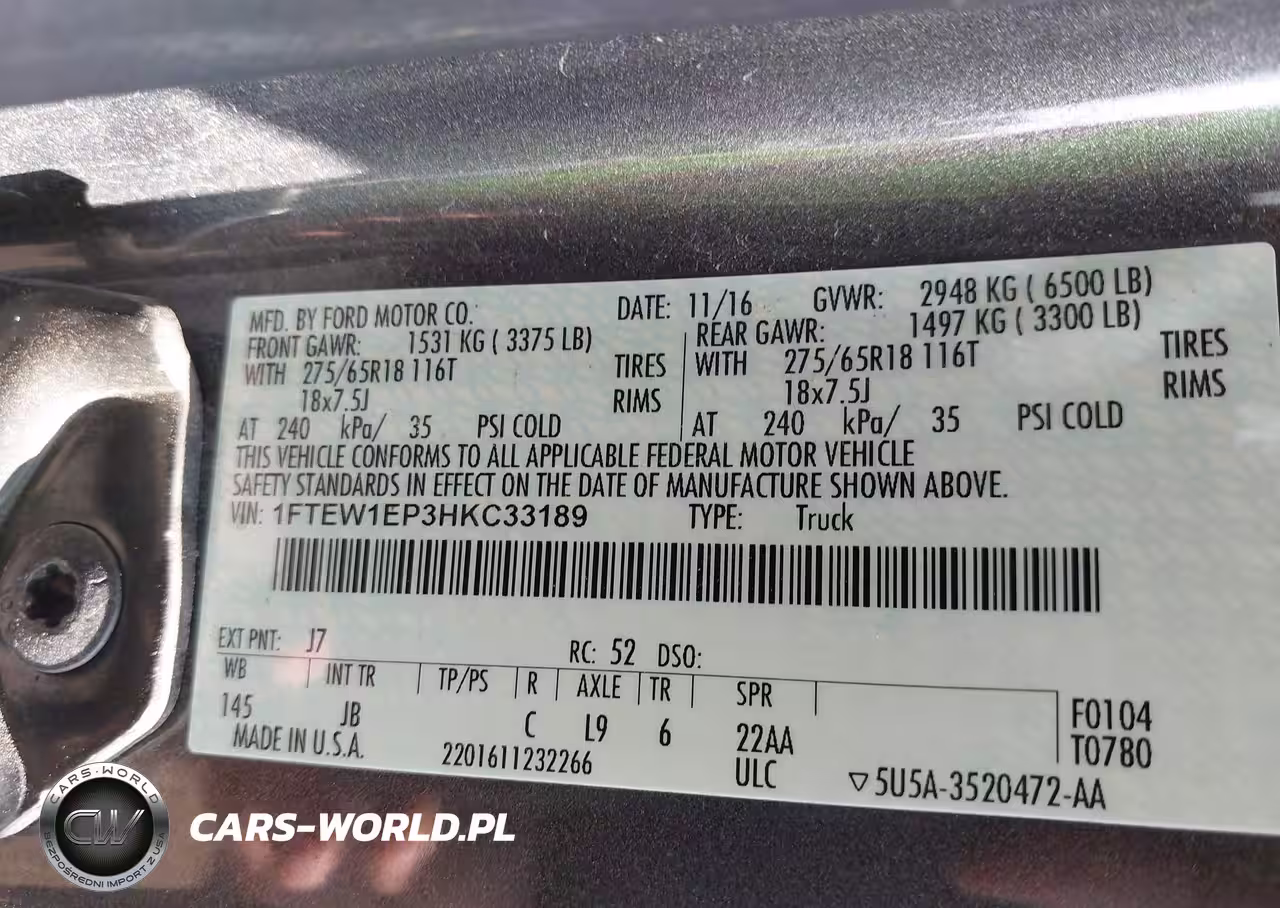 MFD. BY FORD MOTOR CO. DATE: 11/16 GVWR: 2948 KG ( 6500 LB)
FRONT GAWR: 1531 KG ( 3375 LB) REAR GAWR: 1497 KG ( 3300 LB)
WITH 275/65R18 116T TIRES WITH 275/65R18 116T TIRES
18x7.5J RIMS 18x7.5J RIMS
AT 240 kPa/ 35 PSI COLD AT 240 kPa/ 35 PSI COLD
THIS VEHICLE CONFORMS TO ALL APPLICABLE FEDERAL MOTOR VEHICLE
SAFETY STANDARDS IN EFFECT ON THE DATE OF MANUFACTURE SHOWN ABOVE.
VIN: 1FTEW1EP3HKC33189 TYPE: Truck
EXT PNT: J7 RC: 52 DSO:
WB INT TR TP/PS R AXLE TR SPR
145 JB C L9 6 22AA F0104
MADE IN U.S.A. 2201611232266 ULC T0780
▽5U5A-3520472-AA
CARS-WORLD
CW
BEZPOŚREDNI IMPORT Z USA
CARS-WORLD.PL